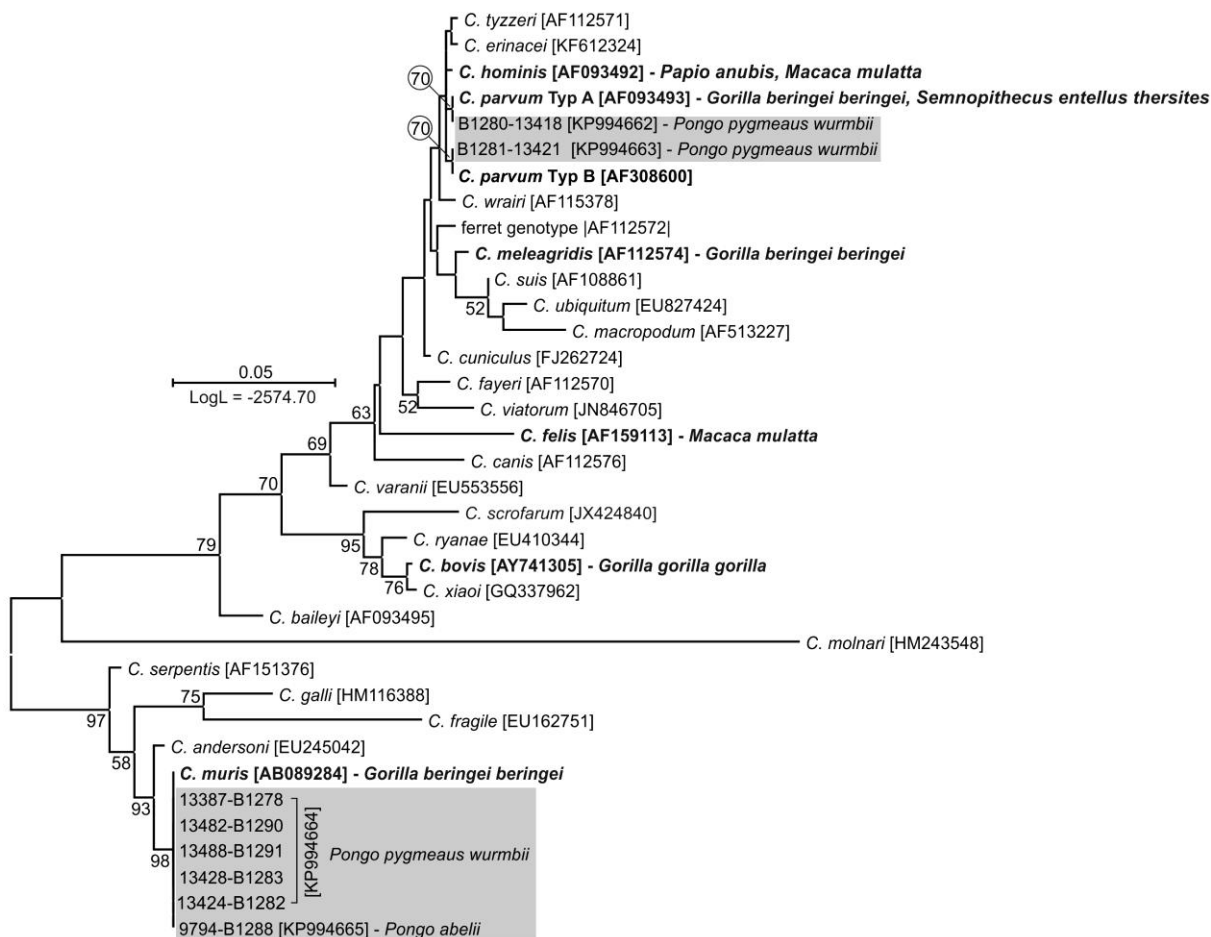 C. tyzzeri [AF112571]
C. erinacei [KF612324]
70
C. hominis [AF093492] - Papio anubis, Macaca mulatta
C. parvum Typ A [AF093493] - Gorilla beringei beringei, Semnopithecus entellus thersites
B1280-13418 [KP994662] - Pongo pygmeaus wurmbii
70
B1281-13421 [KP994663] - Pongo pygmeaus wurmbii
C. parvum Typ B [AF308600]
C. wrairi [AF115378]
ferret genotype |AF112572|
C. meleagridis [AF112574] - Gorilla beringei beringei
C. suis [AF108861]
52
C. ubiquitum [EU827424]
C. macropodum [AF513227]
C. cuniculus [FJ262724]
0.05
LogL = -2574.70
C. fayeri [AF112570]
52
C. viatorum [JN846705]
63
C. felis [AF159113] - Macaca mulatta
69
C. canis [AF112576]
70
C. varanii [EU553556]
C. scrofarum [JX424840]
79
95
C. ryanae [EU410344]
78
C. bovis [AY741305] - Gorilla gorilla gorilla
76
C. xiaoi [GQ337962]
C. baileyi [AF093495]
C. molnari [HM243548]
C. serpentis [AF151376]
97
75
C. galli [HM116388]
C. fragile [EU162751]
58
C. andersoni [EU245042]
C. muris [AB089284] - Gorilla beringei beringei
93
13387-B1278
13482-B1290
13488-B1291
13428-B1283
13424-B1282
[KP994664]
Pongo pygmeaus wurmbii
98
9794-B1288 [KP994665] - Pongo abelii